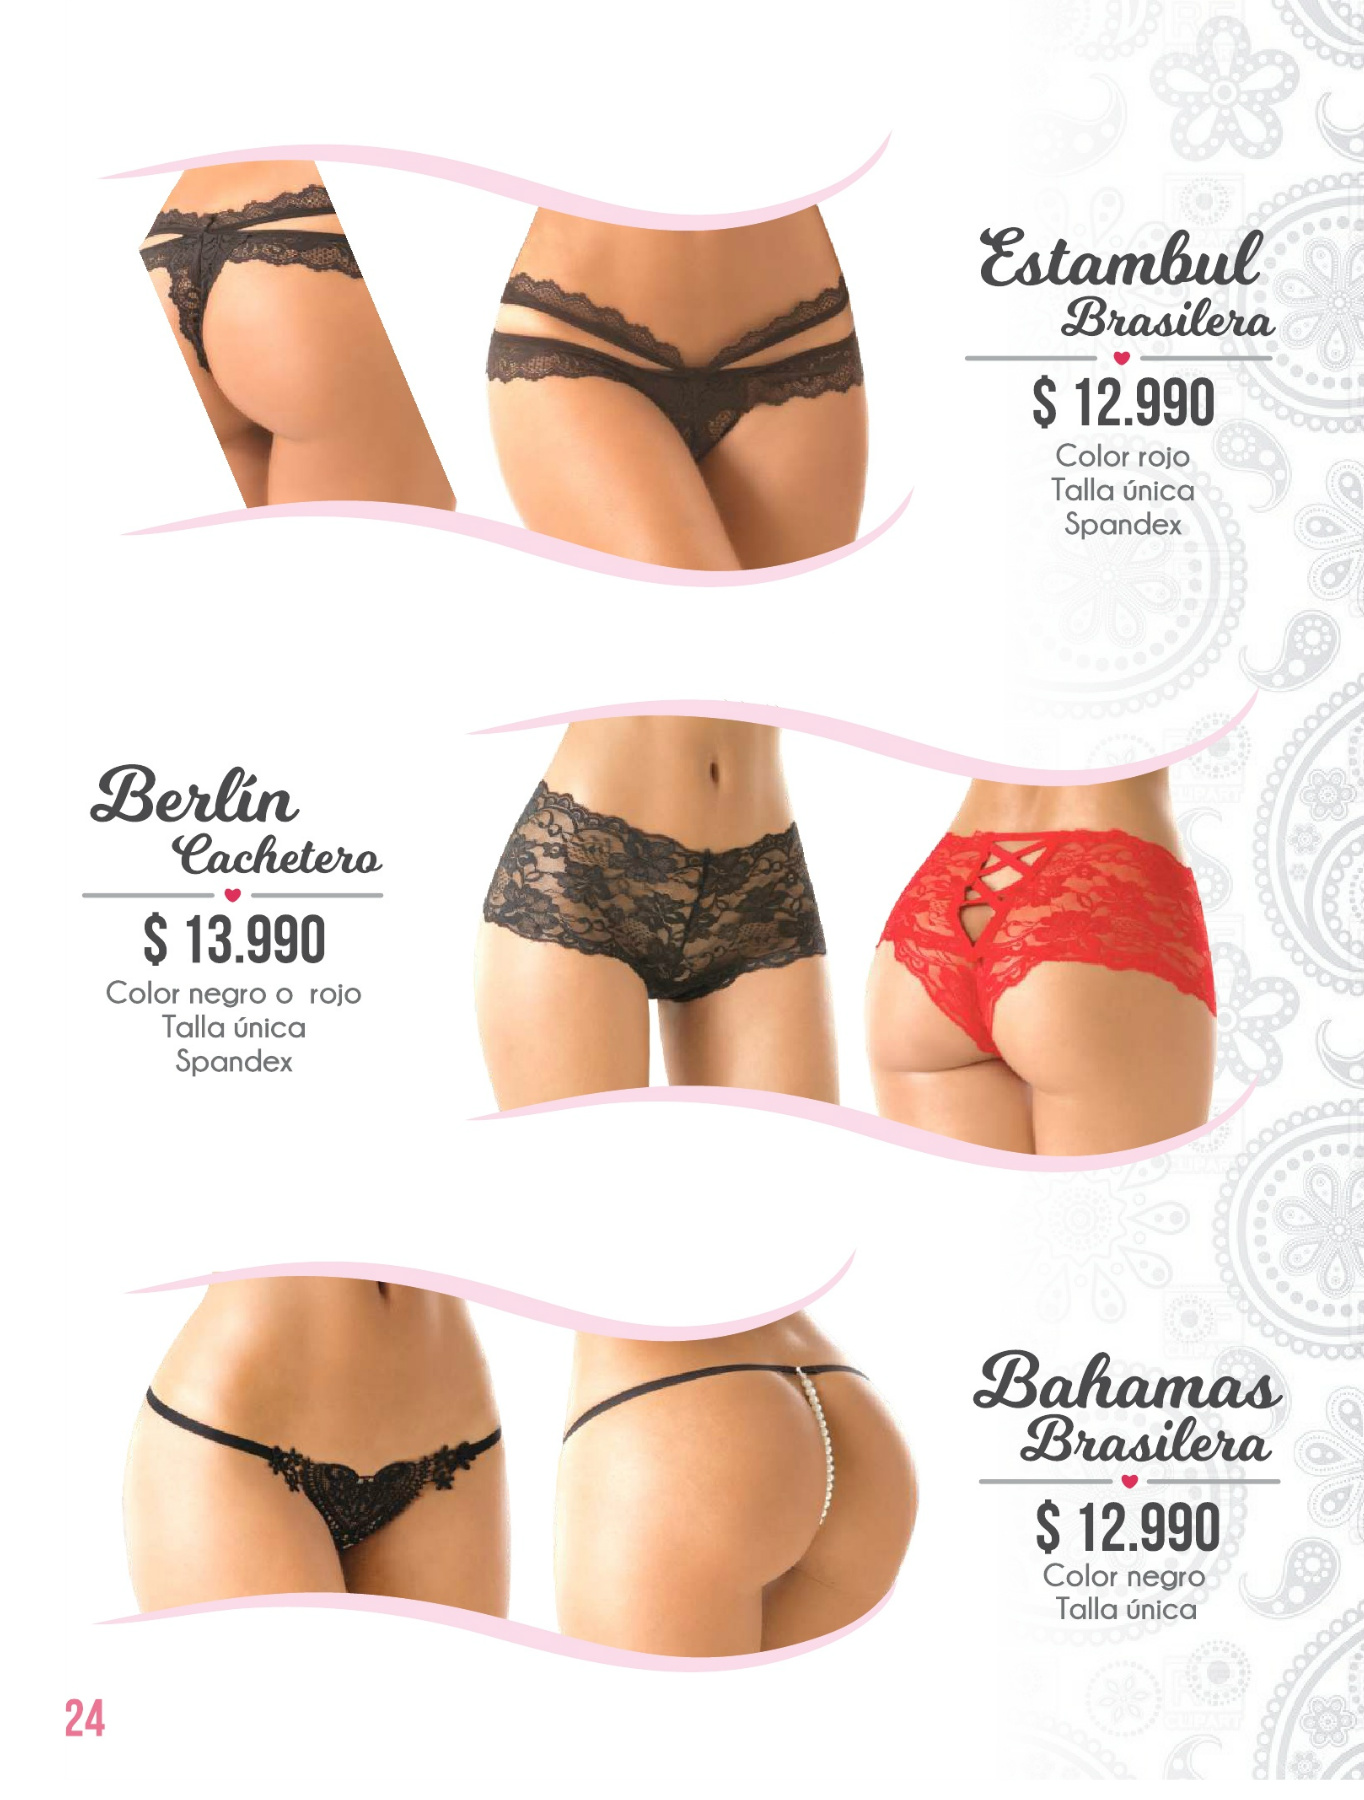 Estambul
Brasilera
$ 12.990
Color rojo
Talla única
Spandex
Berlín
Cachetero
$ 13.990
Color negro o rojo
Talla única
Spandex
Bahamas
Brasilera
$ 12.990
Color negro
Talla única
24